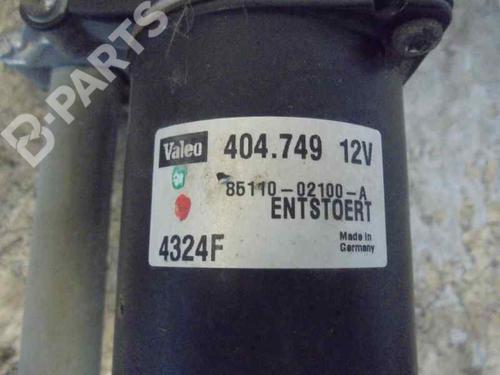 Valeo 404.749 12V
85110-02100-A
ENTSTOERT
4324F
Made in
Germany
B-PARTS